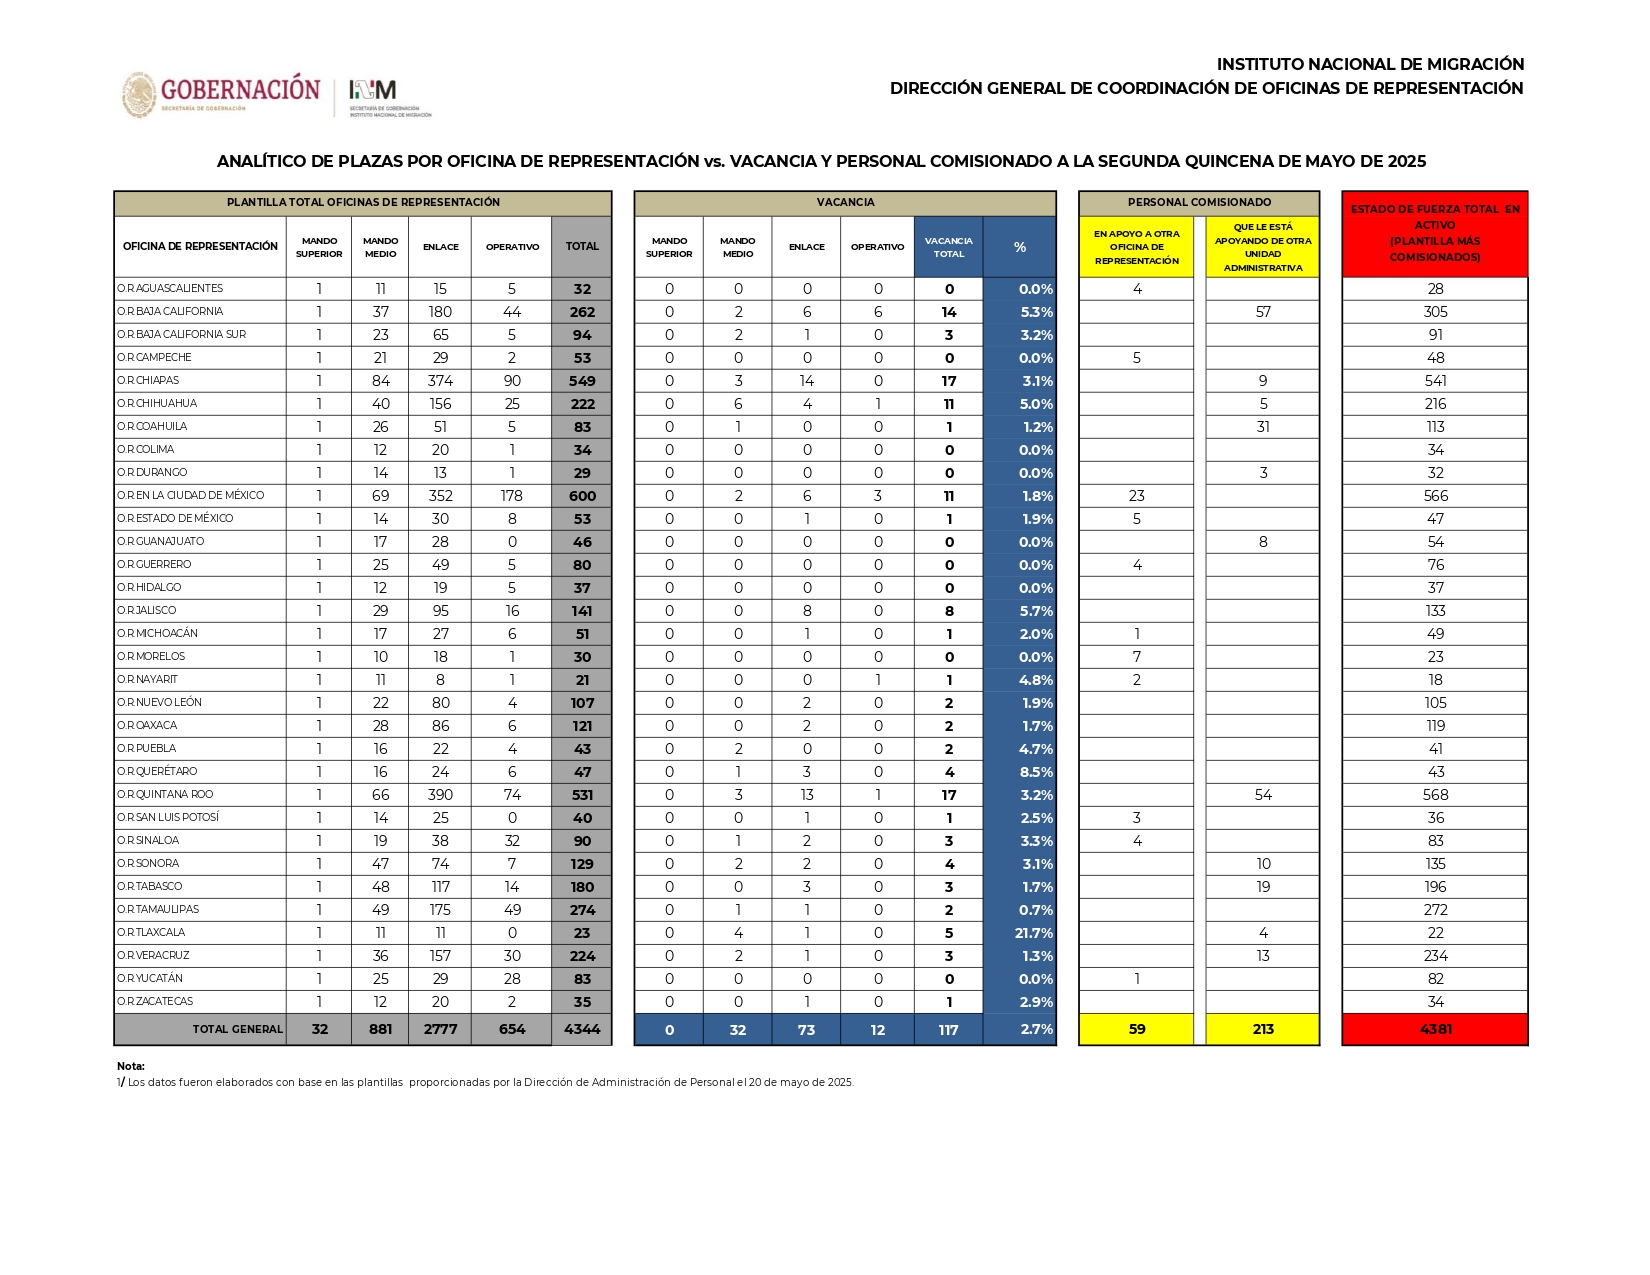 INSTITUTO NACIONAL DE MIGRACIÓN
DIRECCIÓN GENERAL DE COORDINACIÓN DE OFICINAS DE REPRESENTACIÓN
GOBERNACIÓN
SECRETARÍA DE GOBERNACIÓN
INM
SECRETARÍA DE GOBERNACIÓN
INSTITUTO NACIONAL DE MIGRACIÓN
ANALÍTICO DE PLAZAS POR OFICINA DE REPRESENTACIÓN vs. VACANCIA Y PERSONAL COMISIONADO A LA SEGUNDA QUINCENA DE MAYO DE 2025
PLANTILLA TOTAL OFICINAS DE REPRESENTACIÓN VACANCIA PERSONAL COMISIONADO ESTADO DE FUERZA TOTAL EN ACTIVO (PLANTILLA MÁS COMISIONADOS)
OFICINA DE REPRESENTACIÓN MANDO SUPERIOR MANDO MEDIO ENLACE OPERATIVO TOTAL MANDO SUPERIOR MANDO MEDIO ENLACE OPERATIVO VACANCIA TOTAL % EN APOYO A OTRA OFICINA DE REPRESENTACIÓN QUE LE ESTÁ APOYANDO DE OTRA UNIDAD ADMINISTRATIVA
O.R.AGUASCALIENTES 1 11 15 5 32 0 0 0 0 0 0.0% 4 28
O.R.BAJA CALIFORNIA 1 37 180 44 262 0 2 6 6 14 5.3% 57 305
O.R.BAJA CALIFORNIA SUR 1 23 65 5 94 0 2 1 0 3 3.2% 91
O.R.CAMPECHE 1 21 29 2 53 0 0 0 0 0 0.0% 5 48
O.R.CHIAPAS 1 84 374 90 549 0 3 14 0 17 3.1% 9 541
O.R.CHIHUAHUA 1 40 156 25 222 0 6 4 1 11 5.0% 5 216
O.R.COAHUILA 1 26 51 5 83 0 1 0 0 1 1.2% 31 113
O.R.COLIMA 1 12 20 1 34 0 0 0 0 0 0.0% 34
O.R.DURANGO 1 14 13 1 29 0 0 0 0 0 0.0% 3 32
O.R.EN LA CIUDAD DE MÉXICO 1 69 352 178 600 0 2 6 3 11 1.8% 23 566
O.R.ESTADO DE MÉXICO 1 14 30 8 53 0 0 1 0 1 1.9% 5 47
O.R.GUANAJUATO 1 17 28 0 46 0 0 0 0 0 0.0% 8 54
O.R.GUERRERO 1 25 49 5 80 0 0 0 0 0 0.0% 4 76
O.R.HIDALGO 1 12 19 5 37 0 0 0 0 0 0.0% 37
O.R.JALISCO 1 29 95 16 141 0 0 8 0 8 5.7% 133
O.R.MICHOACÁN 1 17 27 6 51 0 0 1 0 1 2.0% 1 49
O.R.MORELOS 1 10 18 1 30 0 0 0 0 0 0.0% 7 23
O.R.NAYARIT 1 11 8 1 21 0 0 0 1 1 4.8% 2 18
O.R.NUEVO LEÓN 1 22 80 4 107 0 0 2 0 2 1.9% 105
O.R.OAXACA 1 28 86 6 121 0 0 2 0 2 1.7% 119
O.R.PUEBLA 1 16 22 4 43 0 2 0 0 2 4.7% 41
O.R.QUERÉTARO 1 16 24 6 47 0 1 3 0 4 8.5% 43
O.R.QUINTANA ROO 1 66 390 74 531 0 3 13 1 17 3.2% 54 568
O.R.SAN LUIS POTOSÍ 1 14 25 0 40 0 0 1 0 1 2.5% 3 36
O.R.SINALOA 1 19 38 32 90 0 1 2 0 3 3.3% 4 83
O.R.SONORA 1 47 74 7 129 0 2 2 0 4 3.1% 10 135
O.R.TABASCO 1 48 117 14 180 0 0 3 0 3 1.7% 19 196
O.R.TAMAULIPAS 1 49 175 49 274 0 1 1 0 2 0.7% 272
O.R.TLAXCALA 1 11 11 0 23 0 4 1 0 5 21.7% 4 22
O.R.VERACRUZ 1 36 157 30 224 0 2 1 0 3 1.3% 13 234
O.R.YUCATÁN 1 25 29 28 83 0 0 0 0 0 0.0% 1 82
O.R.ZACATECAS 1 12 20 2 35 0 0 1 0 1 2.9% 34
TOTAL GENERAL 32 881 2777 654 4344 0 32 73 12 117 2.7% 59 213 4381
Nota:
1/ Los datos fueron elaborados con base en las plantillas proporcionadas por la Dirección de Administración de Personal el 20 de mayo de 2025.